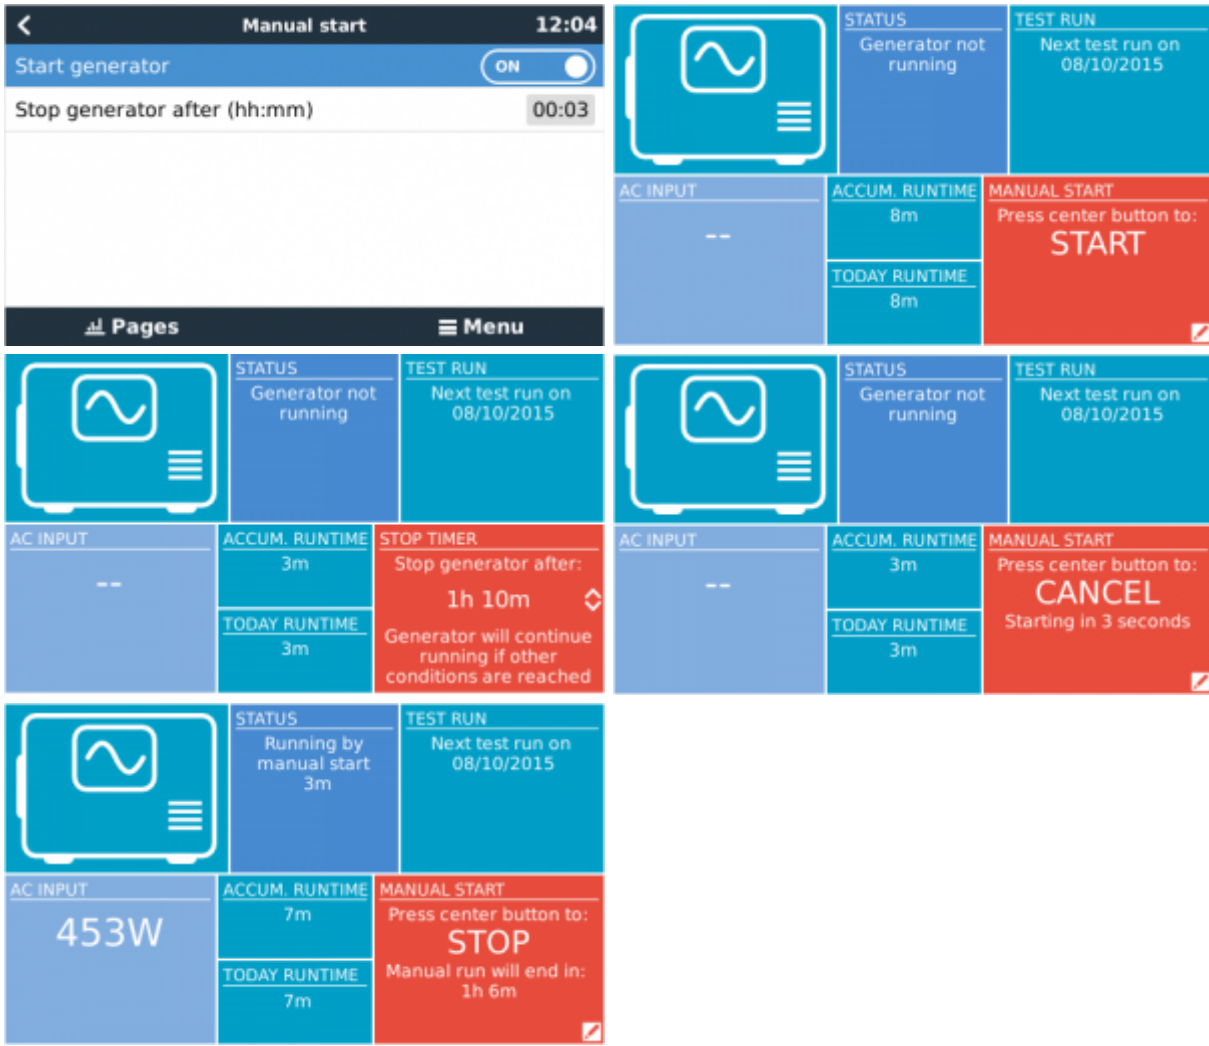 Manual start 12:04
Start generator ON
Stop generator after (hh:mm) 00:03
Pages Menu
STATUS
Generator not
running
TEST RUN
Next test run on
08/10/2015
AC INPUT
--
ACCUM. RUNTIME
8m
TODAY RUNTIME
8m
MANUAL START
Press center button to:
START
STATUS
Generator not
running
TEST RUN
Next test run on
08/10/2015
AC INPUT
--
ACCUM. RUNTIME
3m
TODAY RUNTIME
3m
STOP TIMER
Stop generator after:
1h 10m
Generator will continue
running if other
conditions are reached
STATUS
Generator not
running
TEST RUN
Next test run on
08/10/2015
AC INPUT
--
ACCUM. RUNTIME
3m
TODAY RUNTIME
3m
MANUAL START
Press center button to:
CANCEL
Starting in 3 seconds
STATUS
Running by
manual start
3m
TEST RUN
Next test run on
08/10/2015
AC INPUT
453W
ACCUM. RUNTIME
7m
TODAY RUNTIME
7m
MANUAL START
Press center button to:
STOP
Manual run will end in:
1h 6m